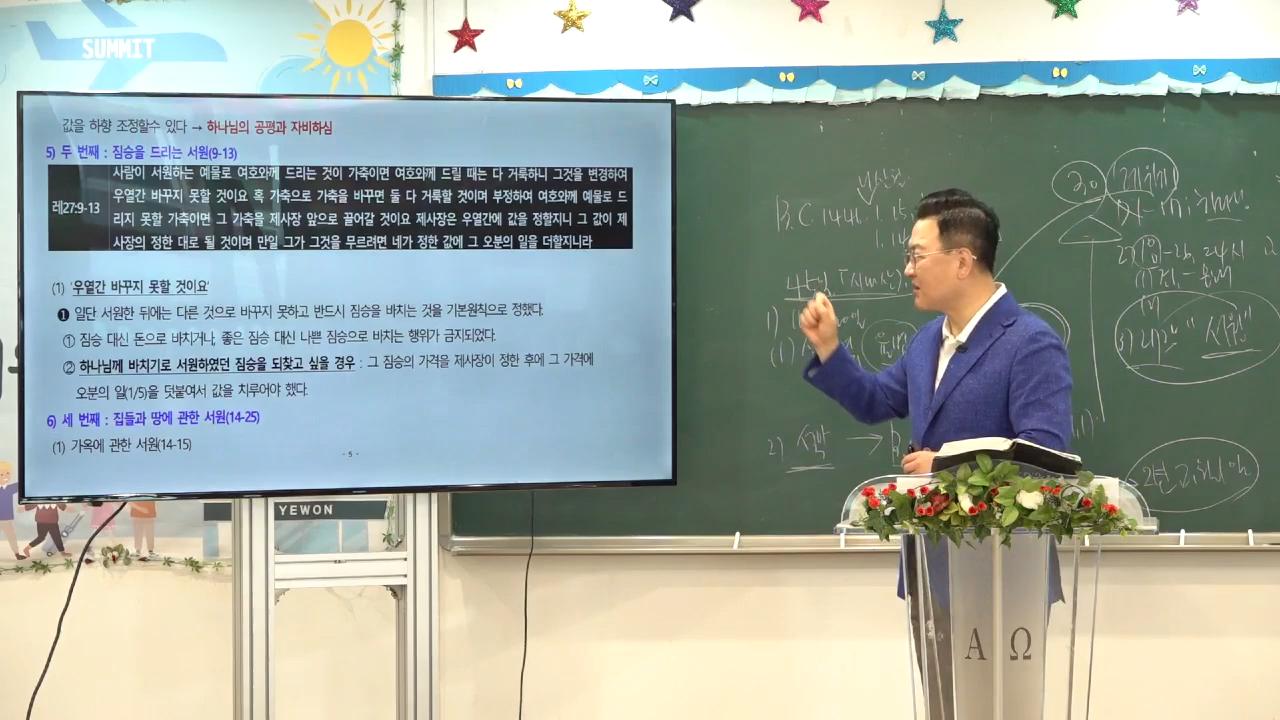 SUMMIT
값을 하향 조정할수 있다 → 하나님의 공평과 자비하심
5) 두 번째 : 짐승을 드리는 서원(9-13)
레27:9-13
사람이 서원하는 예물로 여호와께 드리는 것이 가축이면 여호와께 드릴 때는 다 거룩하니 그것을 변경하여
우열간 바꾸지 못할 것이요 혹 가축으로 가축을 바꾸면 둘 다 거룩할 것이며 부정하여 여호와께 예물로 드
리지 못할 가축이면 그 가축을 제사장 앞으로 끌어갈 것이요 제사장은 우열간에 값을 정할지니 그 값이 제
사장의 정한 대로 될 것이며 만일 그가 그것을 무르려면 네가 정한 값에 그 오분의 일을 더할지니라
(1) '우열간 바꾸지 못할 것이요'
❶ 일단 서원한 뒤에는 다른 것으로 바꾸지 못하고 반드시 짐승을 바치는 것을 기본원칙으로 정했다.
① 짐승 대신 돈으로 바치거나, 좋은 짐승 대신 나쁜 짐승으로 바치는 행위가 금지되었다.
② 하나님께 바치기로 서원하였던 짐승을 되찾고 싶을 경우 : 그 짐승의 가격을 제사장이 정한 후에 그 가격에
오분의 일(1/5)을 덧붙여서 값을 치루어야 했다.
6) 세 번째 : 집들과 땅에 관한 서원(14-25)
(1) 가옥에 관한 서원(14-15)
- 5 -
YEWON
B.C 1441. 1. 15.
1. 14
1)
(1)
2)
20
"서원"
Α Ω